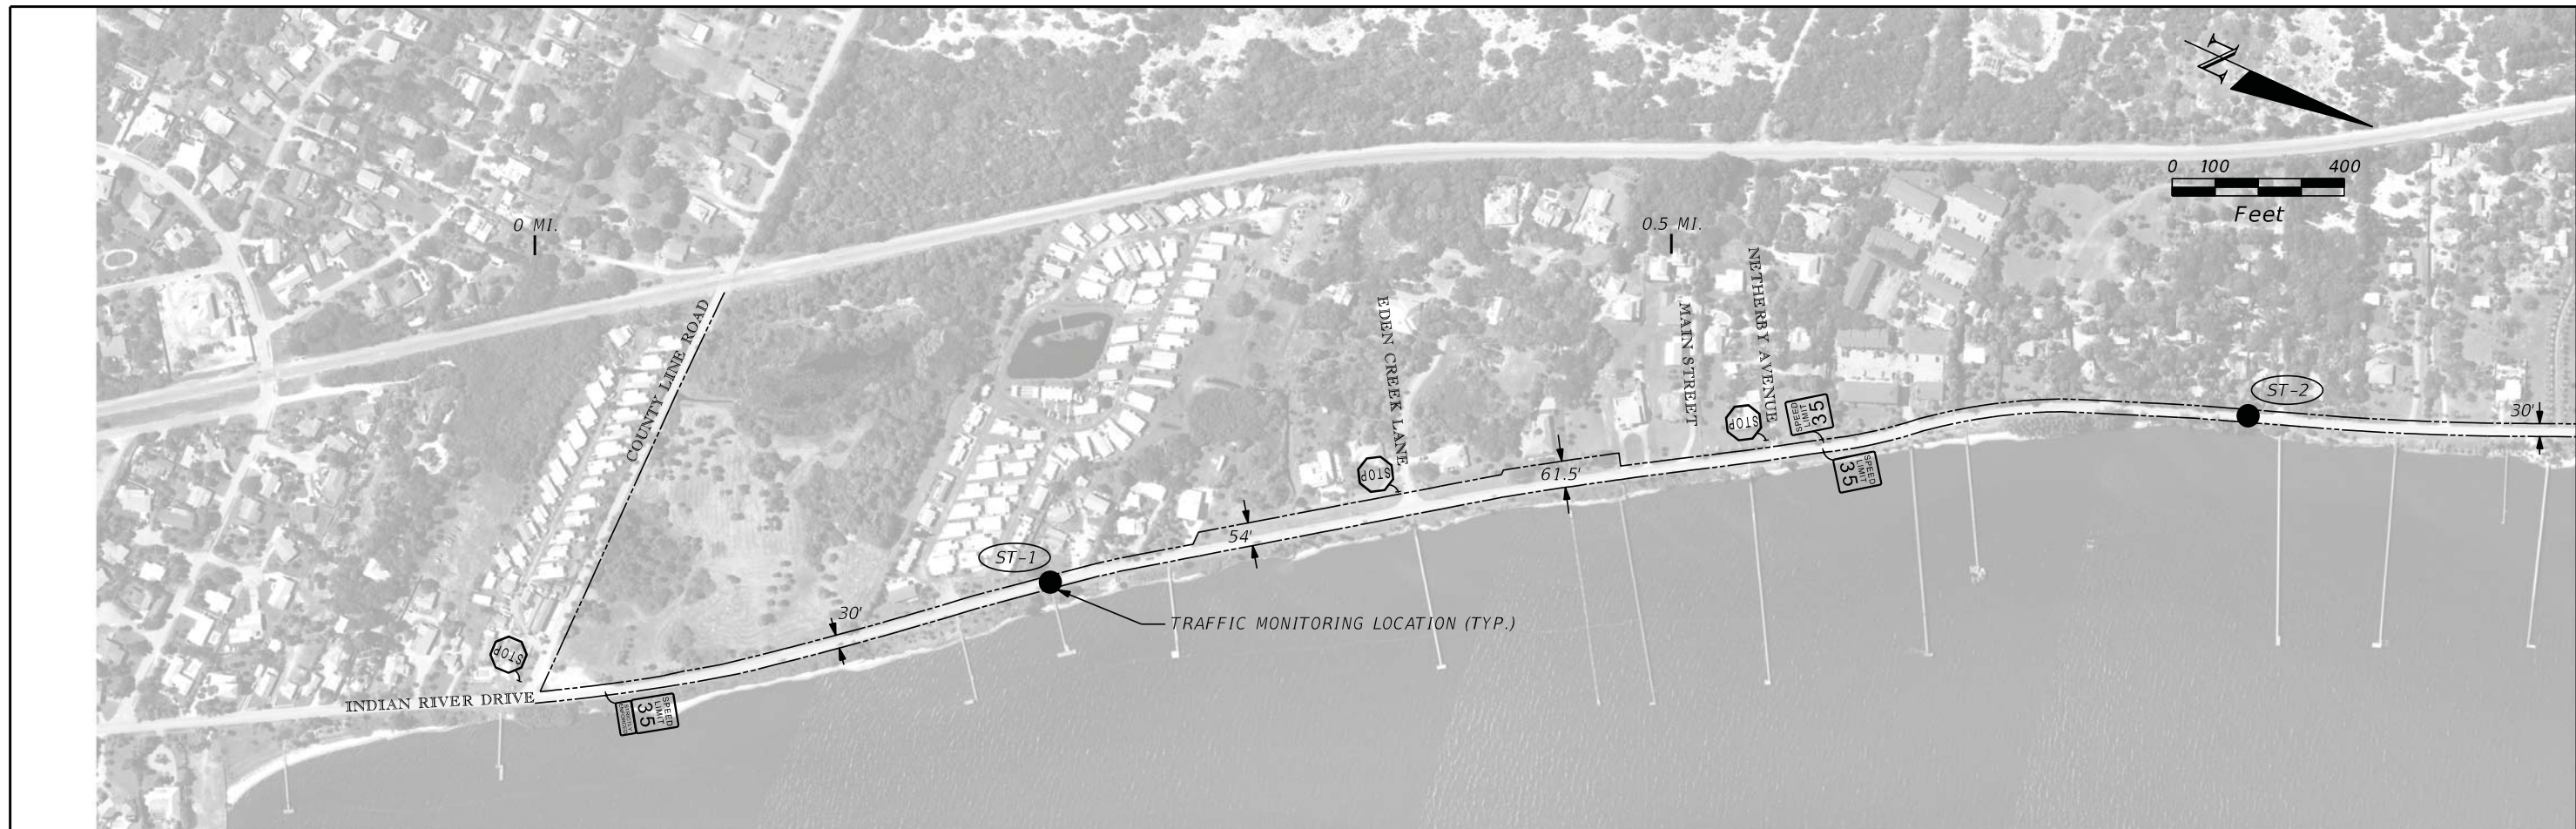 N
0 100 400
Feet
0 MI.
0.5 MI.
COUNTY LINE ROAD
EDEN CREEK LANE
MAIN STREET
NETHERBY AVENUE
STOP
SPEED
LIMIT
35
SPEED
LIMIT
35
ST-2
30'
STOP
61.5'
54'
ST-1
TRAFFIC MONITORING LOCATION (TYP.)
30'
STOP
INDIAN RIVER DRIVE
SPEED
LIMIT
35